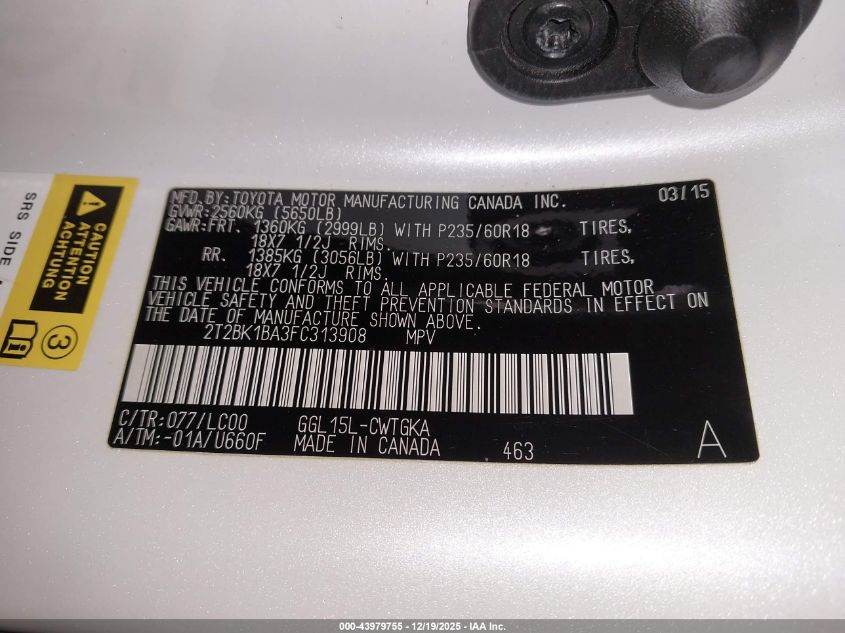 MFD.BY:TOYOTA MOTOR MANUFACTURING CANADA INC. 03/15
GVWR:2560KG (5650LB)
GAWR:FRT. 1360KG (2999LB) WITH P235/60R18 TIRES,
18X7 1/2J RIMS.
RR. 1385KG (3056LB) WITH P235/60R18 TIRES,
18X7 1/2J RIMS.
THIS VEHICLE CONFORMS TO ALL APPLICABLE FEDERAL MOTOR
VEHICLE SAFETY AND THEFT PREVENTION STANDARDS IN EFFECT ON
THE DATE OF MANUFACTURE SHOWN ABOVE.
2T2BK1BA3FC313908 MPV
C/TR:077/LC00 GGL15L-CWTGKA
A/TM:-01A/U660F MADE IN CANADA 463 A
SRS SIDE
CAUTION
ATTENTION
ACHTUNG
3
i
000-43979755 - 12/19/2025 - IAA Inc.